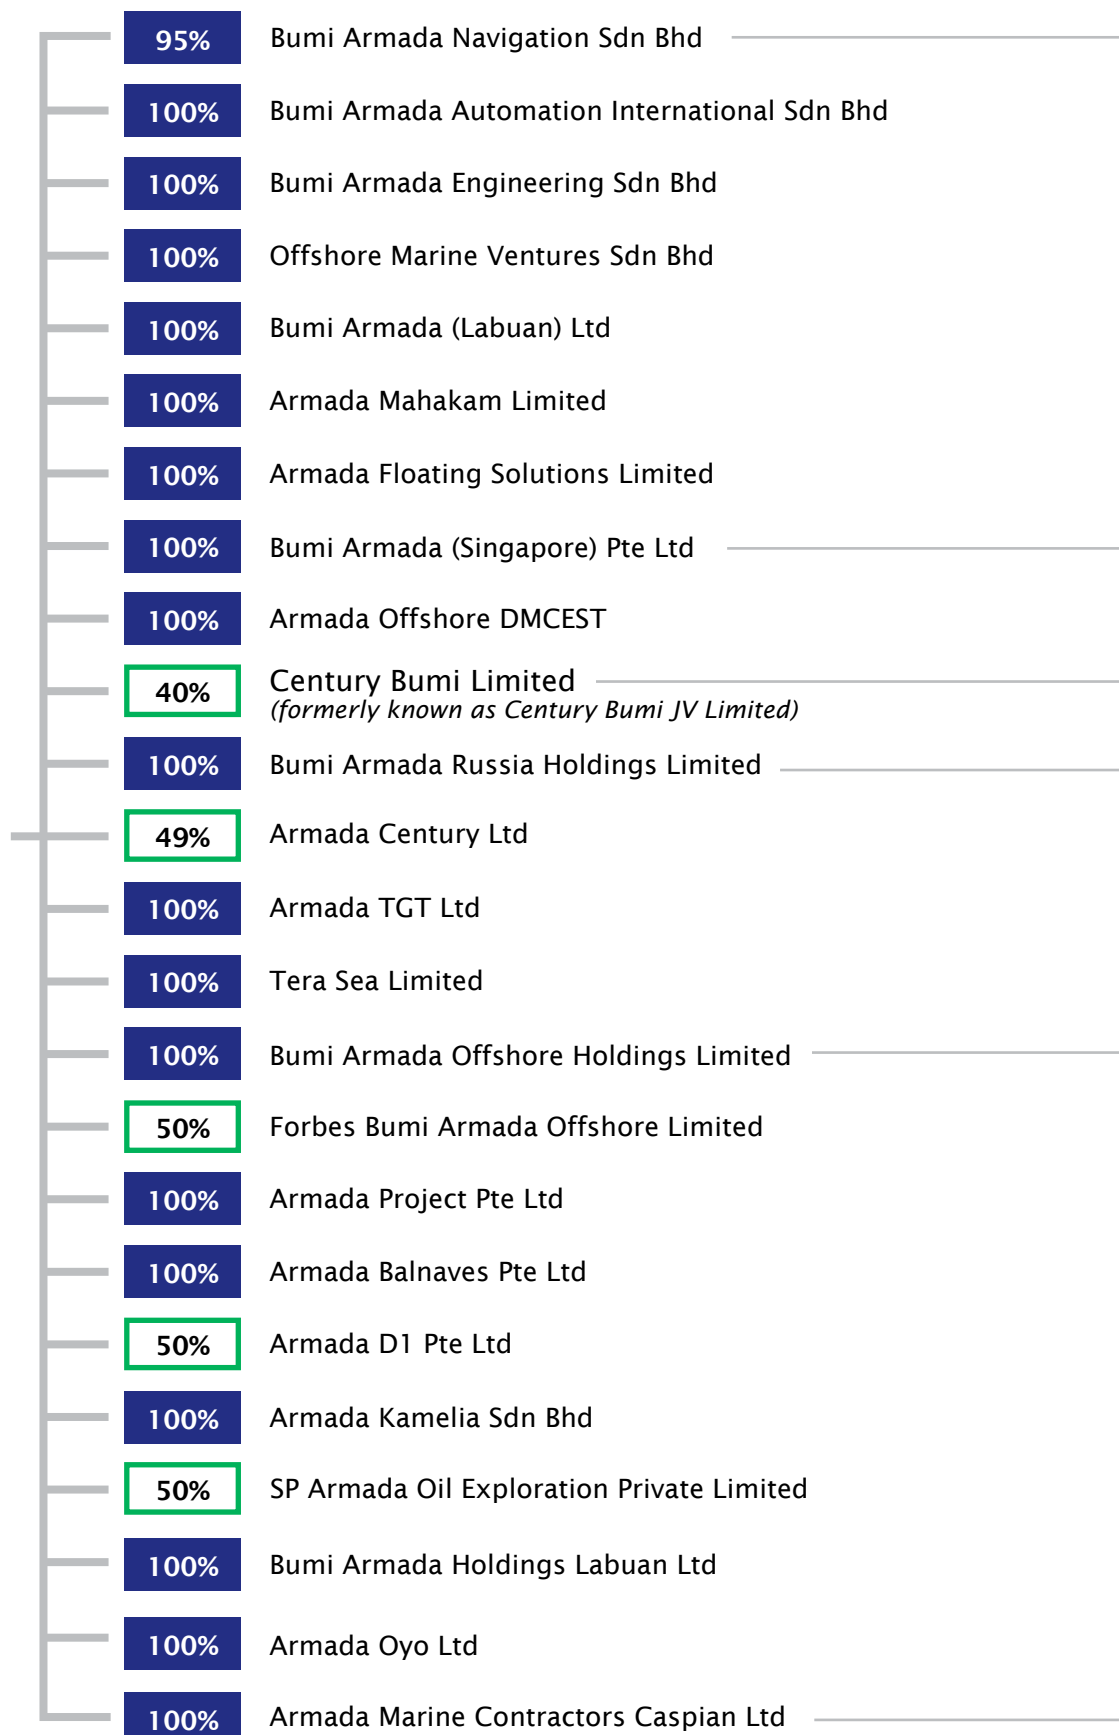 95% Bumi Armada Navigation Sdn Bhd
100% Bumi Armada Automation International Sdn Bhd
100% Bumi Armada Engineering Sdn Bhd
100% Offshore Marine Ventures Sdn Bhd
100% Bumi Armada (Labuan) Ltd
100% Armada Mahakam Limited
100% Armada Floating Solutions Limited
100% Bumi Armada (Singapore) Pte Ltd
100% Armada Offshore DMCEST
40% Century Bumi Limited
(formerly known as Century Bumi JV Limited)
100% Bumi Armada Russia Holdings Limited
49% Armada Century Ltd
100% Armada TGT Ltd
100% Tera Sea Limited
100% Bumi Armada Offshore Holdings Limited
50% Forbes Bumi Armada Offshore Limited
100% Armada Project Pte Ltd
100% Armada Balnaves Pte Ltd
50% Armada D1 Pte Ltd
100% Armada Kamelia Sdn Bhd
50% SP Armada Oil Exploration Private Limited
100% Bumi Armada Holdings Labuan Ltd
100% Armada Oyo Ltd
100% Armada Marine Contractors Caspian Ltd